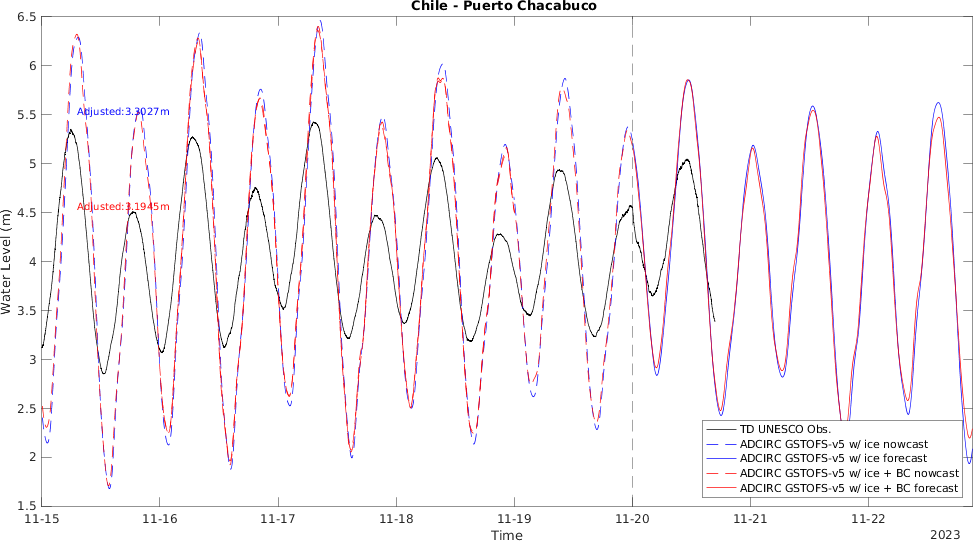 Chile - Puerto Chacabuco
Water Level (m)
6.5
6
5.5
5
4.5
4
3.5
3
2.5
2
1.5
Adjusted:3.3027m
Adjusted:3.1945m
TD UNESCO Obs.
ADCIRC GSTOFS-v5 w/ ice nowcast
ADCIRC GSTOFS-v5 w/ ice forecast
ADCIRC GSTOFS-v5 w/ ice + BC nowcast
ADCIRC GSTOFS-v5 w/ ice + BC forecast
11-15 11-16 11-17 11-18 11-19 11-20 11-21 11-22
Time
2023